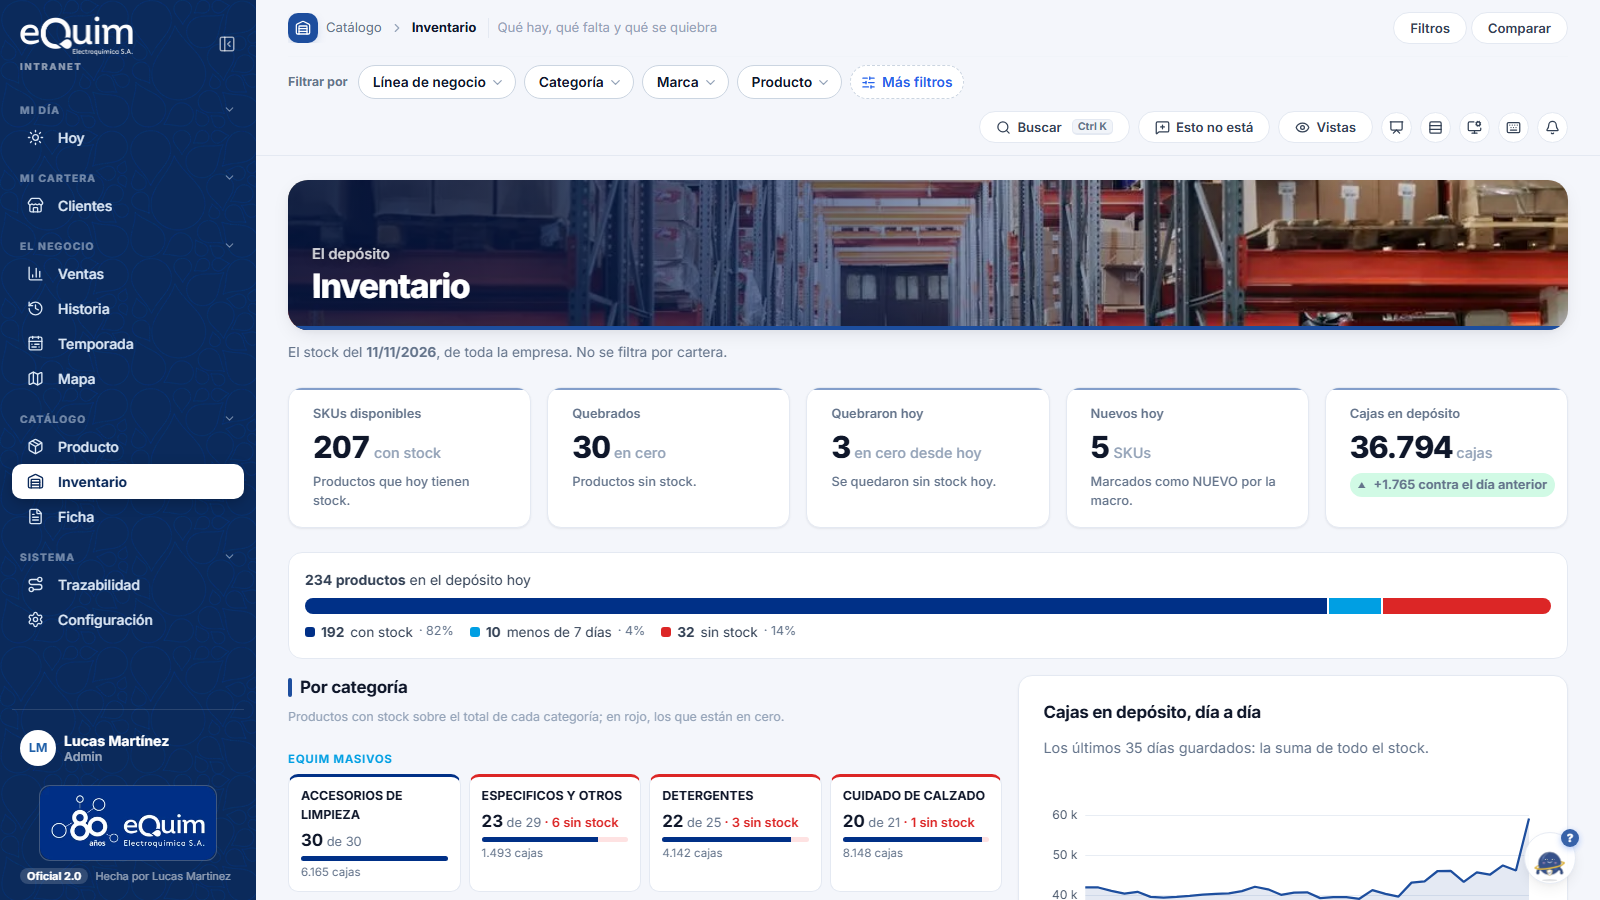 eQuim
Electroquímica S.A.
INTRANET
MI DÍA
Hoy
MI CARTERA
Clientes
EL NEGOCIO
Ventas
Historia
Temporada
Mapa
CATÁLOGO
Producto
Inventario
Ficha
SISTEMA
Trazabilidad
Configuración
LM
Lucas Martínez
Admin
80 años
eQuim
Electroquímica S.A.
Oficial 2.0 Hecha por Lucas Martinez
Catálogo > Inventario Qué hay, qué falta y qué se quiebra
Filtros Comparar
Filtrar por Línea de negocio Categoría Marca Producto Más filtros
Buscar Ctrl K Esto no está Vistas
El depósito
Inventario
El stock del 11/11/2026, de toda la empresa. No se filtra por cartera.
SKUs disponibles
207 con stock
Productos que hoy tienen
stock.
Quebrados
30 en cero
Productos sin stock.
Quebraron hoy
3 en cero desde hoy
Se quedaron sin stock hoy.
Nuevos hoy
5 SKUs
Marcados como NUEVO por la
macro.
Cajas en depósito
36.794 cajas
▲ +1.765 contra el día anterior
234 productos en el depósito hoy
192 con stock · 82% 10 menos de 7 días · 4% 32 sin stock · 14%
Por categoría
Productos con stock sobre el total de cada categoría; en rojo, los que están en cero.
EQUIM MASIVOS
ACCESORIOS DE
LIMPIEZA
30 de 30
6.165 cajas
ESPECIFICOS Y OTROS
23 de 29 · 6 sin stock
1.493 cajas
DETERGENTES
22 de 25 · 3 sin stock
4.142 cajas
CUIDADO DE CALZADO
20 de 21 · 1 sin stock
8.148 cajas
Cajas en depósito, día a día
Los últimos 35 días guardados: la suma de todo el stock.
60 k
50 k
40 k
?